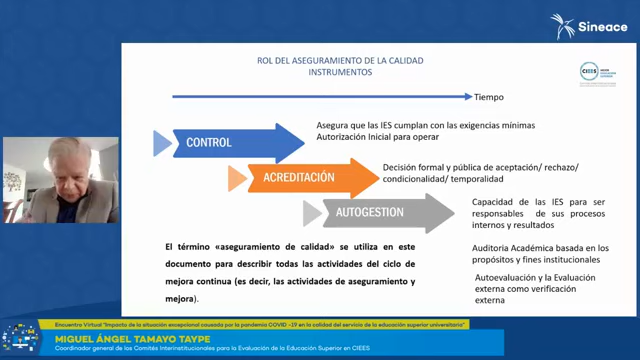 Sineace
ROL DEL ASEGURAMIENTO DE LA CALIDAD
INSTRUMENTOS
CIEES
Tiempo
CONTROL
Asegura que las IES cumplan con las exigencias mínimas
Autorización Inicial para operar
ACREDITACIÓN
Decisión formal y pública de aceptación/ rechazo/
condicionalidad/ temporalidad
AUTOGESTION
Capacidad de las IES para ser
responsables de sus procesos
internos y resultados
El término «aseguramiento de calidad» se utiliza en este
documento para describir todas las actividades del ciclo de
mejora continua (es decir, las actividades de aseguramiento y
mejora).
Auditoria Académica basada en los
propósitos y fines institucionales
Autoevaluación y la Evaluación
externa como verificación
externa
Encuentro Virtual "Impacto de la situación excepcional causada por la pandemia COVID -19 en la calidad del servicio de la educación superior universitaria"
MIGUEL ÁNGEL TAMAYO TAYPE
Coordinador general de los Comités Interinstitucionales para la Evaluación de la Educación Superior en CIEES